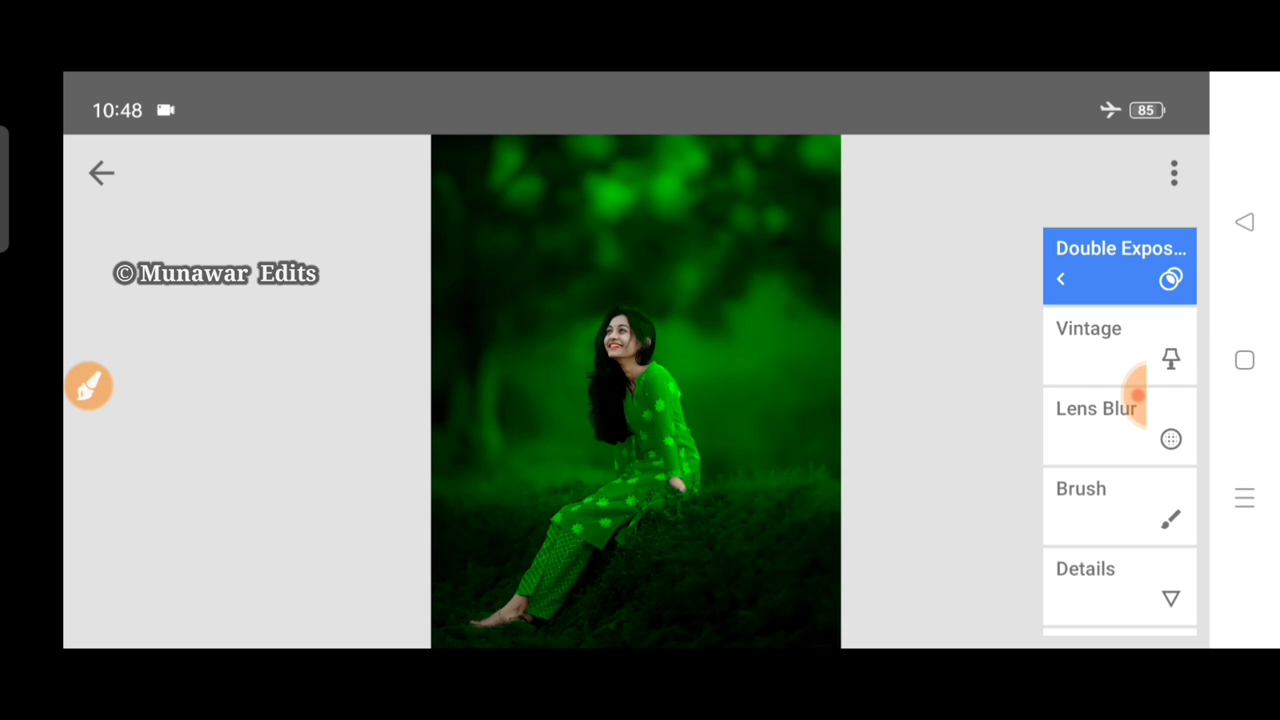 10:48
85
© Munawar Edits
Double Expos...
Vintage
Lens Blur
Brush
Details